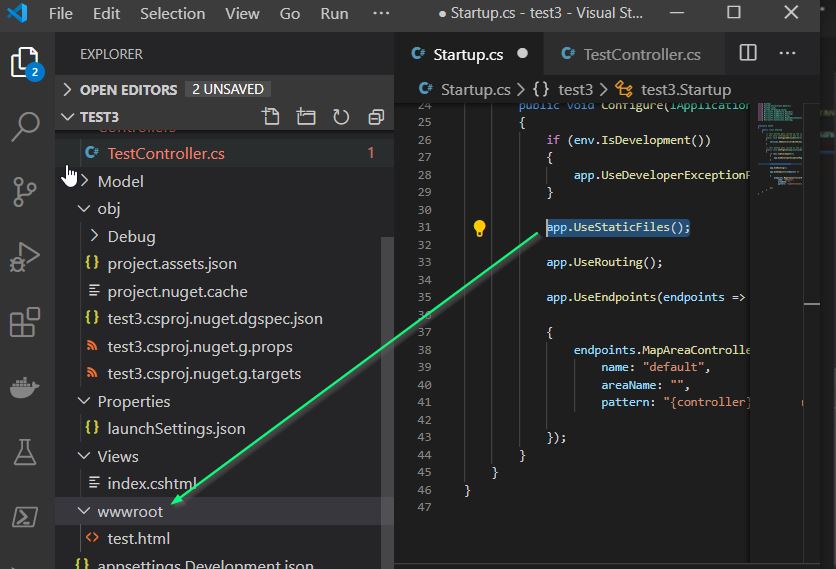 File Edit Selection View Go Run ··· ● Startup.cs - test3 - Visual St...
EXPLORER
OPEN EDITORS 2 UNSAVED
TEST3
Controllers
TestController.cs 1
Model
obj
Debug
project.assets.json
project.nuget.cache
test3.csproj.nuget.dgspec.json
test3.csproj.nuget.g.props
test3.csproj.nuget.g.targets
Properties
launchSettings.json
Views
index.cshtml
wwwroot
test.html
appsettings.Development.json
2
Startup.cs ● TestController.cs ···
Startup.cs > {} test3 > test3.Startup
24 public void Configure(IApplication
25 {
26 if (env.IsDevelopment())
27 {
28 app.UseDeveloperExceptionP
29 }
30
31 app.UseStaticFiles();
32
33 app.UseRouting();
34
35 app.UseEndpoints(endpoints =>
36
37 {
38 endpoints.MapAreaControlle
39 name: "default",
40 areaName: "",
41 pattern: "{controller}
42
43 });
44 }
45 }
46 }
47